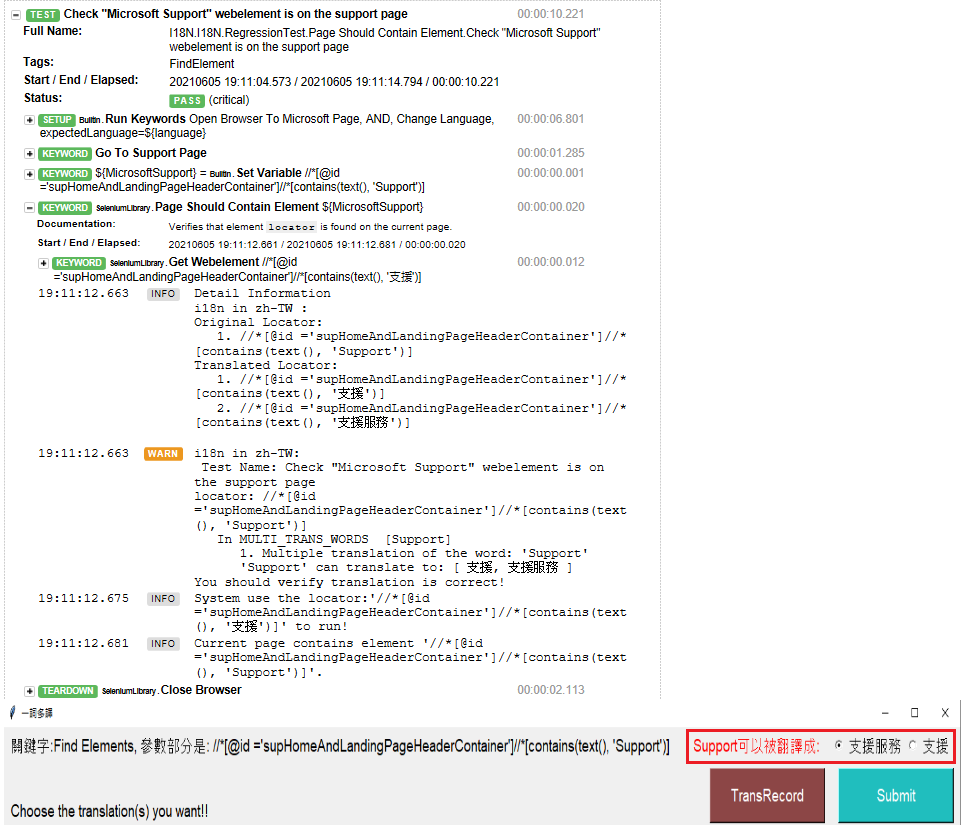 TEST Check "Microsoft Support" webelement is on the support page 00:00:10.221
Full Name: I18N.I18N.RegressionTest.Page Should Contain Element.Check "Microsoft Support"
webelement is on the support page
Tags: FindElement
Start / End / Elapsed: 20210605 19:11:04.573 / 20210605 19:11:14.794 / 00:00:10.221
Status: PASS (critical)
SETUP BuiltIn. Run Keywords Open Browser To Microsoft Page, AND, Change Language, 00:00:06.801
expectedLanguage=${language}
KEYWORD Go To Support Page 00:00:01.285
KEYWORD ${MicrosoftSupport} = BuiltIn. Set Variable //*[@id 00:00:00.001
='supHomeAndLandingPageHeaderContainer']//*[contains(text(), 'Support')]
KEYWORD SeleniumLibrary. Page Should Contain Element ${MicrosoftSupport} 00:00:00.020
Documentation: Verifies that element locator is found on the current page.
Start / End / Elapsed: 20210605 19:11:12.661 / 20210605 19:11:12.681 / 00:00:00.020
KEYWORD SeleniumLibrary. Get Webelement //*[@id 00:00:00.012
='supHomeAndLandingPageHeaderContainer']//*[contains(text(), '支援')]
19:11:12.663 INFO Detail Information
i18n in zh-TW :
Original Locator:
1. //*[@id ='supHomeAndLandingPageHeaderContainer']//*
[contains(text(), 'Support')]
Translated Locator:
1. //*[@id ='supHomeAndLandingPageHeaderContainer']//*
[contains(text(), '支援')]
2. //*[@id ='supHomeAndLandingPageHeaderContainer']//*
[contains(text(), '支援服務')]
19:11:12.663 WARN i18n in zh-TW:
Test Name: Check "Microsoft Support" webelement is on
the support page
locator: //*[@id
='supHomeAndLandingPageHeaderContainer']//*[contains(text
(), 'Support')]
In MULTI_TRANS_WORDS [Support]
1. Multiple translation of the word: 'Support'
'Support' can translate to: [ 支援, 支援服務 ]
You should verify translation is correct!
19:11:12.675 INFO System use the locator:'//*[@id
='supHomeAndLandingPageHeaderContainer']//*[contains(text
(), '支援')]' to run!
19:11:12.681 INFO Current page contains element '//*[@id
='supHomeAndLandingPageHeaderContainer']//*[contains(text
(), 'Support')]'.
TEARDOWN SeleniumLibrary. Close Browser 00:00:02.113
一詞多譯
關鍵字:Find Elements, 參數部分是: //*[@id ='supHomeAndLandingPageHeaderContainer']//*[contains(text(), 'Support')] Support可以被翻譯成: 支援服務 支援
TransRecord Submit
Choose the translation(s) you want!!